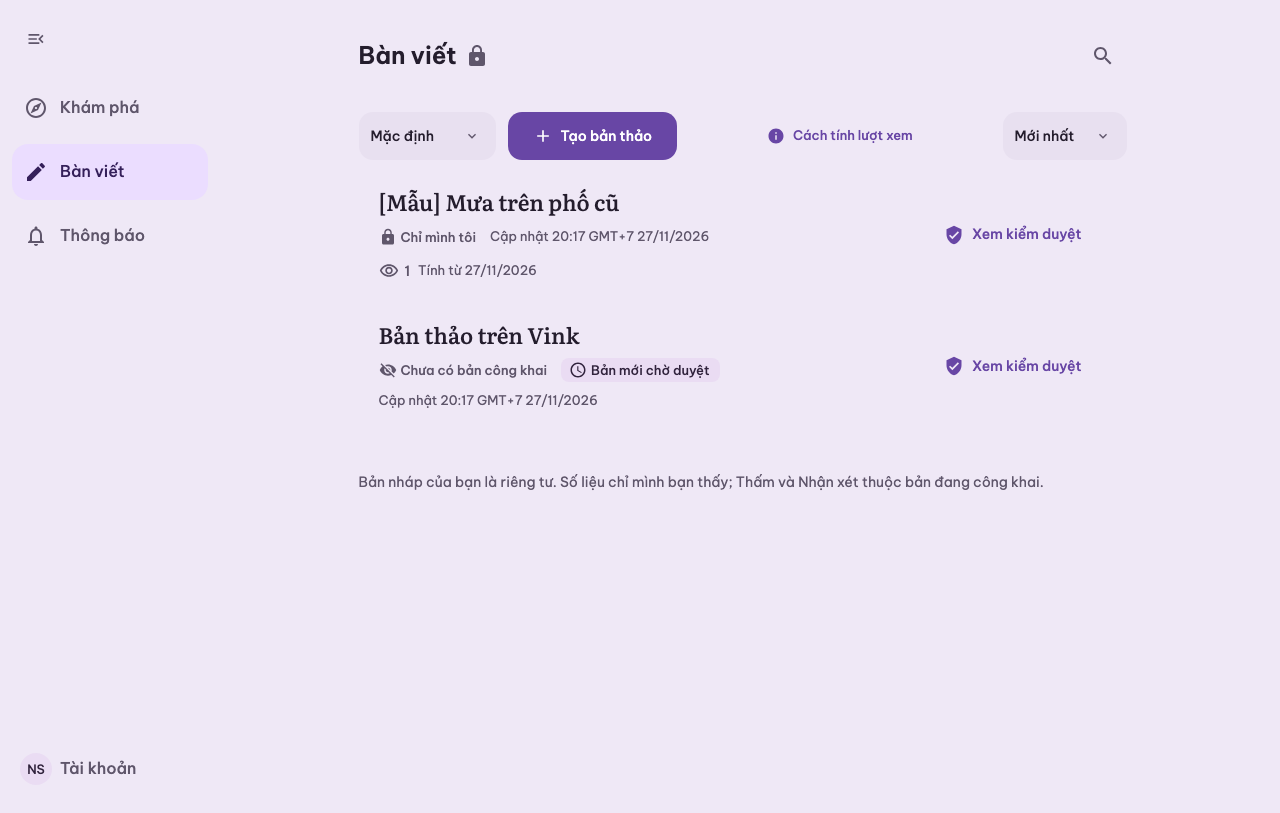 Bàn viết
Khám phá
Bàn viết
Thông báo
Mặc định
Tạo bản thảo
Cách tính lượt xem
Mới nhất
[Mẫu] Mưa trên phố cũ
Chỉ mình tôi Cập nhật 20:17 GMT+7 27/11/2026
Xem kiểm duyệt
1 Tính từ 27/11/2026
Bản thảo trên Vink
Chưa có bản công khai Bản mới chờ duyệt
Xem kiểm duyệt
Cập nhật 20:17 GMT+7 27/11/2026
Bản nháp của bạn là riêng tư. Số liệu chỉ mình bạn thấy; Thấm và Nhận xét thuộc bản đang công khai.
NS Tài khoản